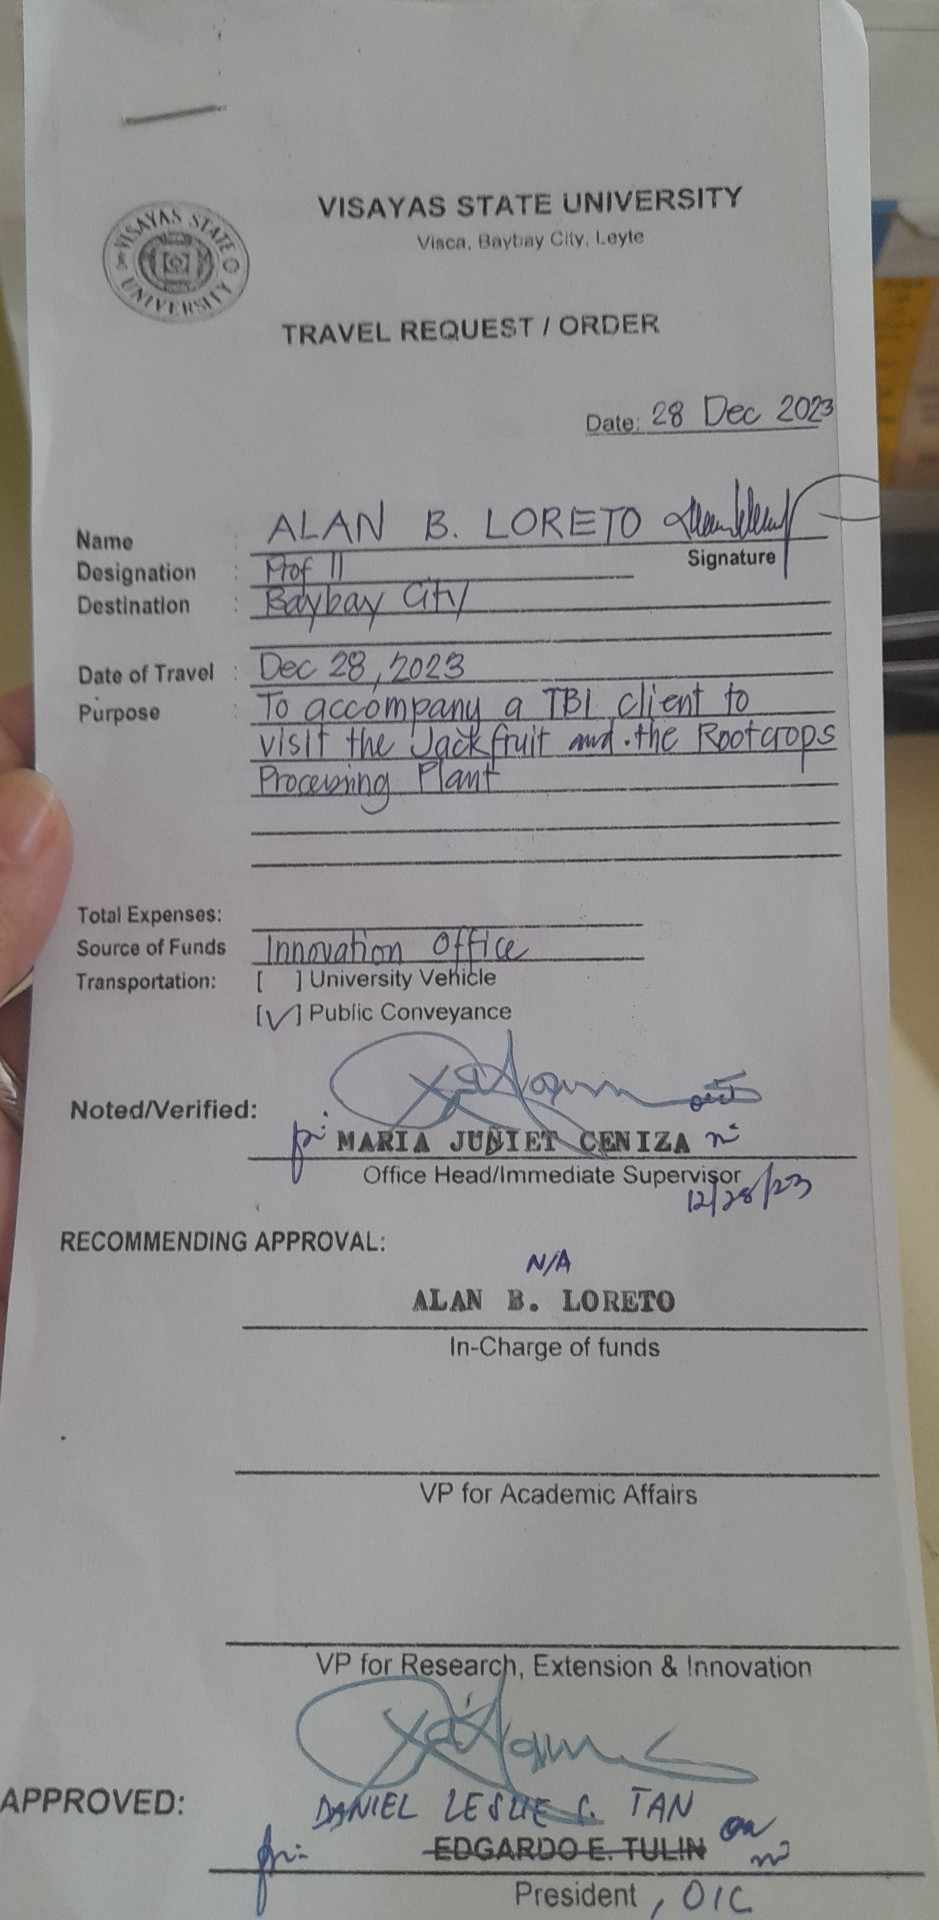 VISAYAS STATE UNIVERSITY
VISAYAS STATE UNIVERSITY
Visca, Baybay City, Leyte
TRAVEL REQUEST / ORDER
Date: 28 Dec 2023
Name : ALAN B. LORETO
Signature
Designation : Prof II
Destination : Baybay City
Date of Travel : Dec 28, 2023
Purpose : To accompany a TBI client to
visit the Jackfruit and the Rootcrops
Processing Plant
Total Expenses:
Source of Funds Innovation Office
Transportation: [ ] University Vehicle
[✓] Public Conveyance
Noted/Verified:
MARIA JUÑIET CENIZA
Office Head/Immediate Supervisor
12/28/23
RECOMMENDING APPROVAL:
N/A
ALAN B. LORETO
In-Charge of funds
VP for Academic Affairs
VP for Research, Extension & Innovation
APPROVED:
DANIEL LESLIE C. TAN
EDGARDO E. TULIN
President, OIC